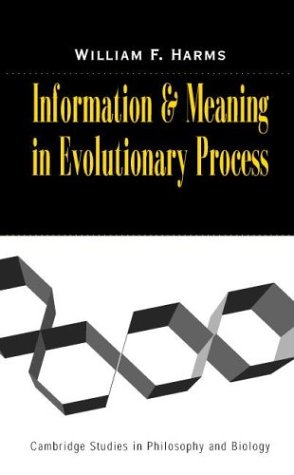 WILLIAM F. HARMS
Information & Meaning
in Evolutionary Process
Cambridge Studies in Philosophy and Biology